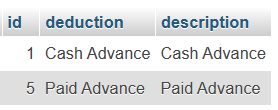 id deduction description
1 Cash Advance Cash Advance
5 Paid Advance Paid Advance